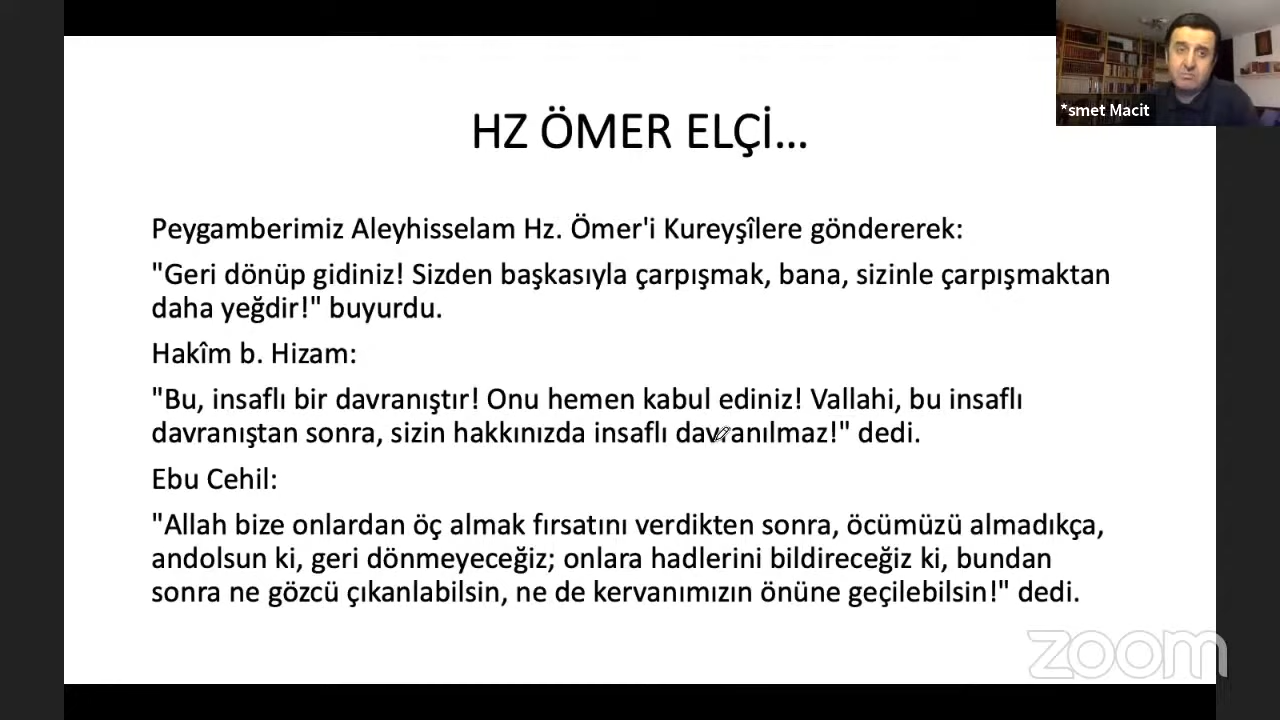 *smet Macit
HZ ÖMER ELÇİ...
Peygamberimiz Aleyhisselam Hz. Ömer'i Kureyşîlere göndererek:
"Geri dönüp gidiniz! Sizden başkasıyla çarpışmak, bana, sizinle çarpışmaktan
daha yeğdir!" buyurdu.
Hakîm b. Hizam:
"Bu, insaflı bir davranıştır! Onu hemen kabul ediniz! Vallahi, bu insaflı
davranıştan sonra, sizin hakkınızda insaflı davranılmaz!" dedi.
Ebu Cehil:
"Allah bize onlardan öç almak fırsatını verdikten sonra, öcümüzü almadıkça,
andolsun ki, geri dönmeyeceğiz; onlara hadlerini bildireceğiz ki, bundan
sonra ne gözcü çıkanlabilsin, ne de kervanımızın önüne geçilebilsin!" dedi.
zoom